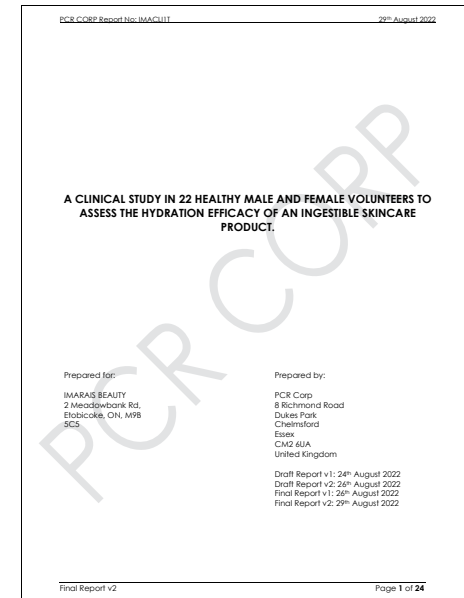 PCR CORP Report No: IMACLI1T
29th August 2022
A CLINICAL STUDY IN 22 HEALTHY MALE AND FEMALE VOLUNTEERS TO
ASSESS THE HYDRATION EFFICACY OF AN INGESTIBLE SKINCARE
PRODUCT.
PCR CORP
Prepared for:
IMARAIS BEAUTY
2 Meadowbank Rd,
Etobicoke, ON, M9B
5C5
Prepared by:
PCR Corp
8 Richmond Road
Dukes Park
Chelmsford
Essex
CM2 6UA
United Kingdom
Draft Report v1: 24th August 2022
Draft Report v2: 26th August 2022
Final Report v1: 26th August 2022
Final Report v2: 29th August 2022
Final Report v2
Page 1 of 24